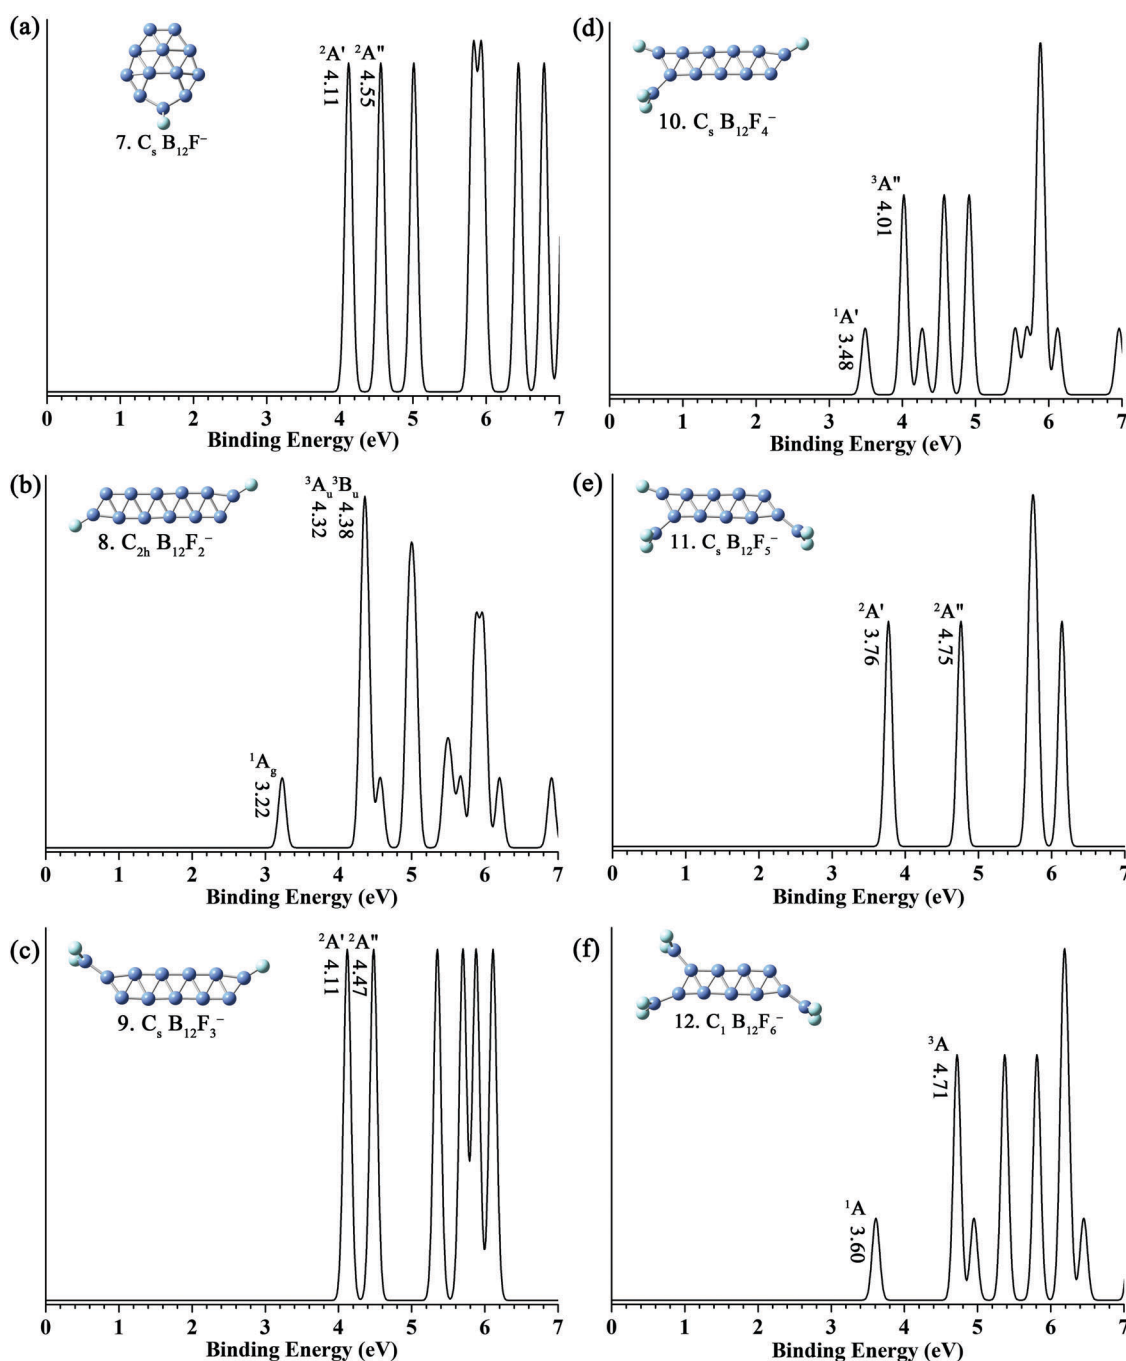 (a)
²A' ²A"
4.11 4.55
7. Cₛ B₁₂F⁻
0 1 2 3 4 5 6 7
Binding Energy (eV)
(b)
³Aᵤ³Bᵤ
4.32 4.38
8. C₂ₕ B₁₂F₂⁻
¹A_g
3.22
0 1 2 3 4 5 6 7
Binding Energy (eV)
(c)
²A' ²A"
4.11 4.47
9. Cₛ B₁₂F₃⁻
0 1 2 3 4 5 6 7
Binding Energy (eV)
(d)
10. Cₛ B₁₂F₄⁻
³A"
4.01
¹A'
3.48
0 1 2 3 4 5 6 7
Binding Energy (eV)
(e)
11. Cₛ B₁₂F₅⁻
²A' ²A"
3.76 4.75
0 1 2 3 4 5 6 7
Binding Energy (eV)
(f)
12. C₁ B₁₂F₆⁻
³A
4.71
¹A
3.60
0 1 2 3 4 5 6 7
Binding Energy (eV)